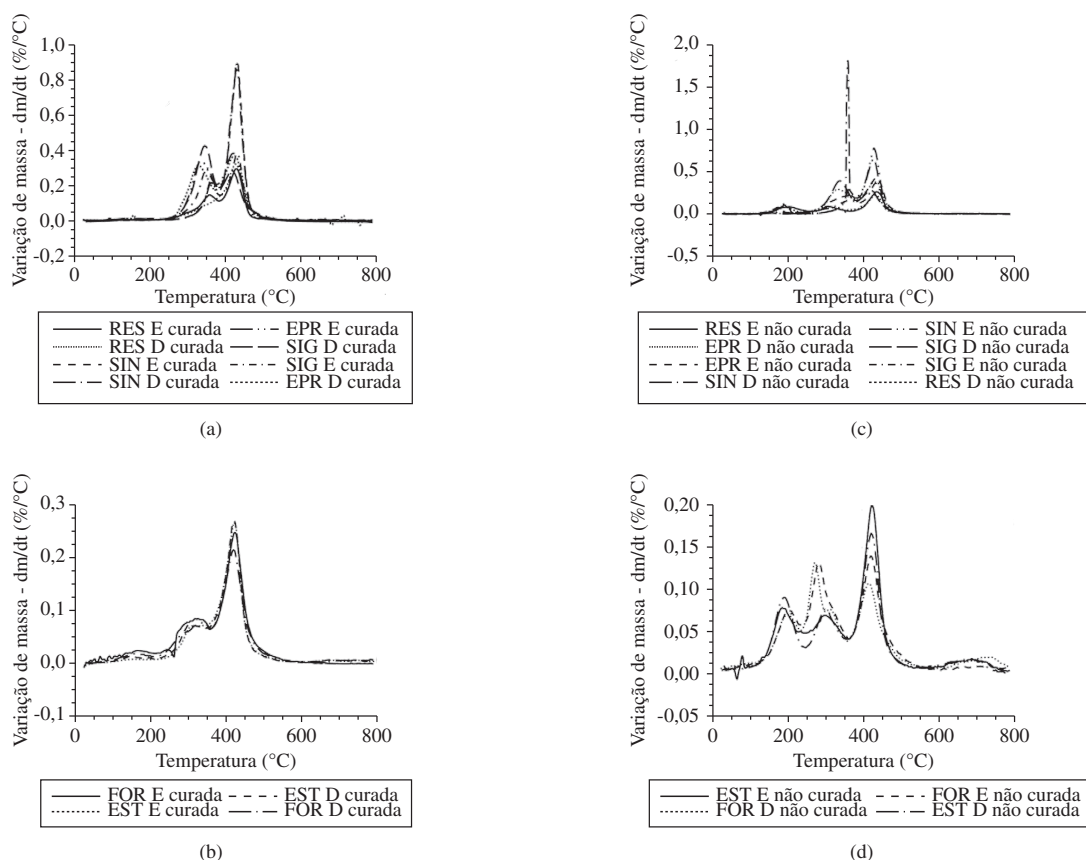 Variação de massa - dm/dt (%/°C)
1,0
0,8
0,6
0,4
0,2
0,0
-0,2
0 200 400 600 800
Temperatura (°C)
RES E curada EPR E curada
RES D curada SIG D curada
SIN E curada SIG E curada
SIN D curada EPR D curada
(a)
Variação de massa - dm/dt (%/°C)
2,0
1,5
1,0
0,5
0,0
-0,5
0 200 400 600 800
Temperatura (°C)
RES E não curada SIN E não curada
EPR D não curada SIG D não curada
EPR E não curada SIG E não curada
SIN D não curada RES D não curada
(c)
Variação de massa - dm/dt (%/°C)
0,3
0,2
0,1
0,0
-0,1
0 200 400 600 800
Temperatura (°C)
FOR E curada EST D curada
EST E curada FOR D curada
(b)
Variação de massa - dm/dt (%/°C)
0,20
0,15
0,10
0,05
0,00
-0,05
0 200 400 600 800
Temperatura (°C)
EST E não curada FOR E não curada
FOR D não curada EST D não curada
(d)